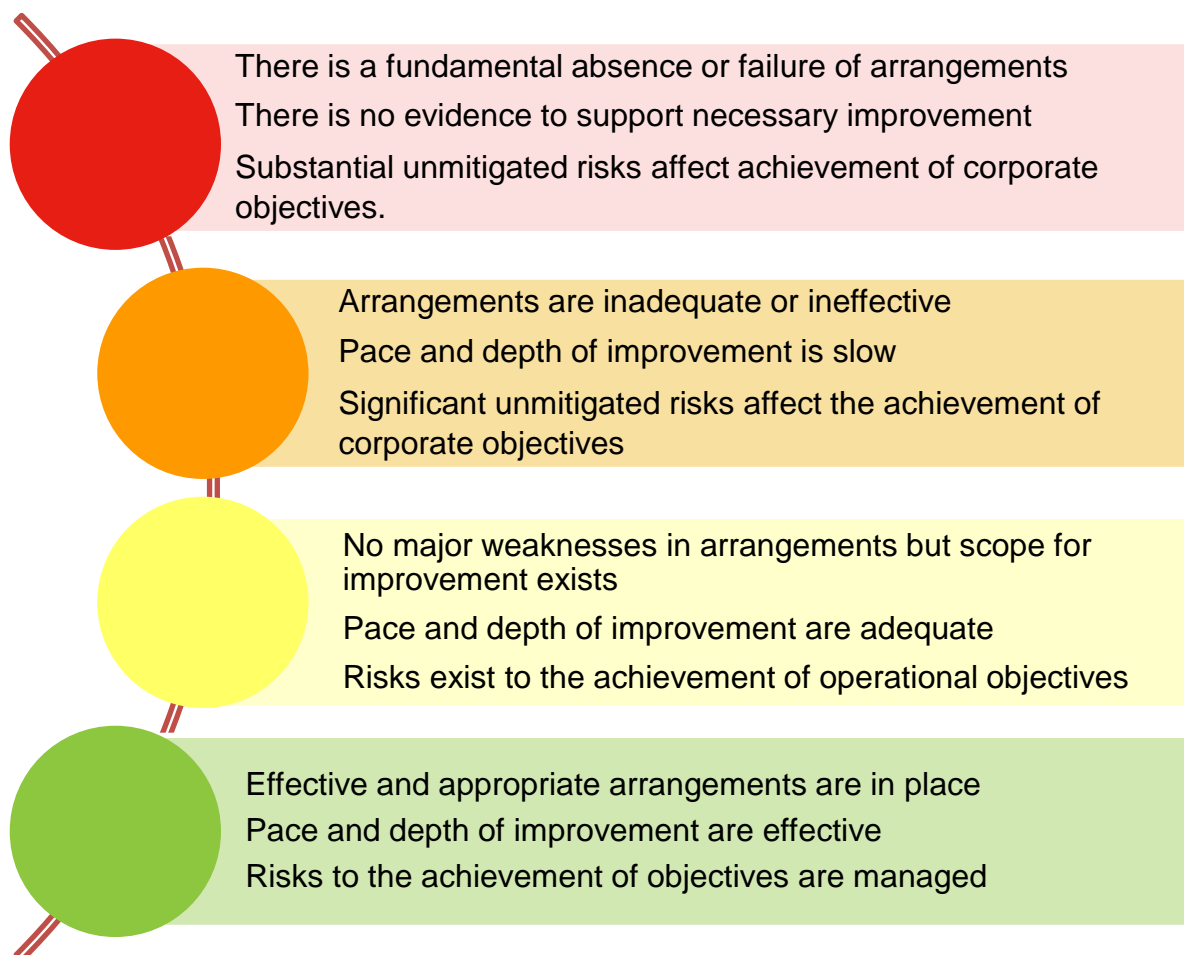 There is a fundamental absence or failure of arrangements
There is no evidence to support necessary improvement
Substantial unmitigated risks affect achievement of corporate
objectives.
Arrangements are inadequate or ineffective
Pace and depth of improvement is slow
Significant unmitigated risks affect the achievement of
corporate objectives
No major weaknesses in arrangements but scope for
improvement exists
Pace and depth of improvement are adequate
Risks exist to the achievement of operational objectives
Effective and appropriate arrangements are in place
Pace and depth of improvement are effective
Risks to the achievement of objectives are managed